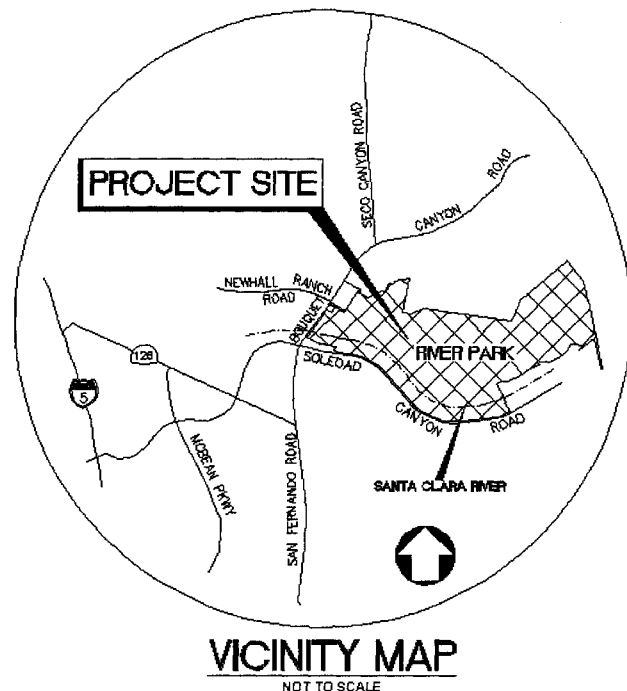 SECO CANYON ROAD
CANYON ROAD
PROJECT SITE
NEWHALL RANCH
ROAD
BOUQUET
RIVER PARK
SOLEDAD CANYON ROAD
126
5
MCBEAN PKWY
SAN FERNANDO ROAD
SANTA CLARA RIVER
VICINITY MAP
NOT TO SCALE